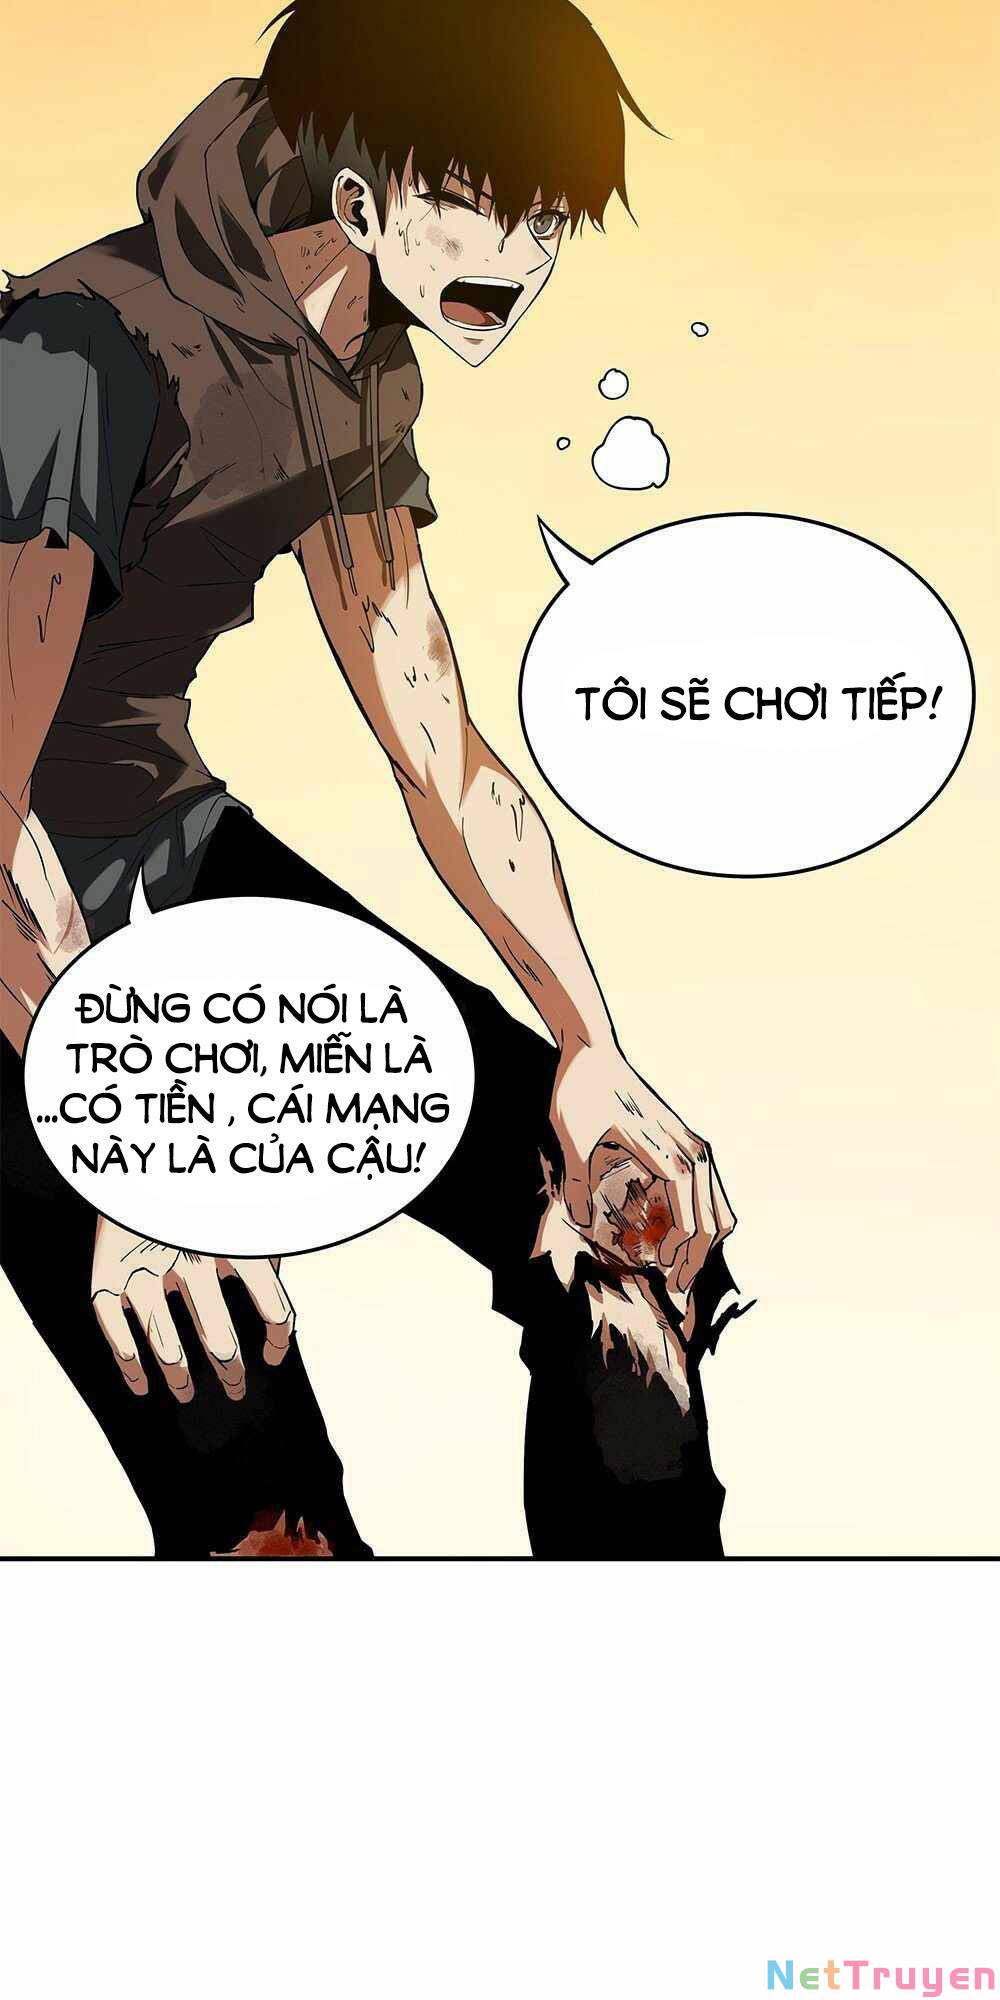 TÔI SẼ CHƠI TIẾP!
ĐỪNG CÓ NÓI LÀ
TRÒ CHƠI, MIỄN LÀ
...CÓ TIỀN , CÁI MẠNG
NÀY LÀ CỦA CẬU!
NetTruyen